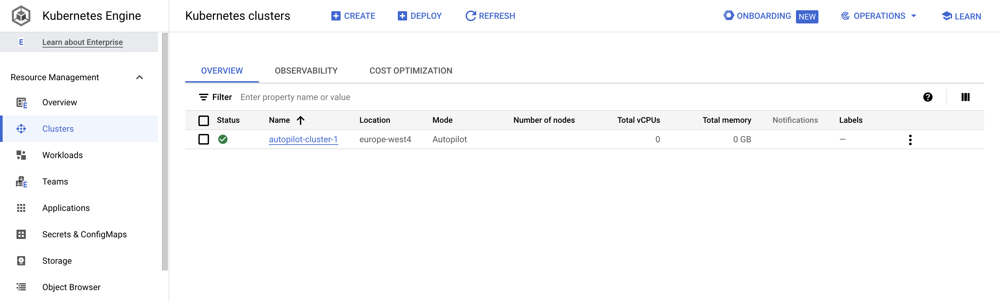 Kubernetes Engine
Kubernetes clusters
CREATE
DEPLOY
REFRESH
ONBOARDING NEW
OPERATIONS
LEARN
E Learn about Enterprise
Resource Management
E Overview
Clusters
Workloads
E Teams
Applications
Secrets & ConfigMaps
Storage
Object Browser
OVERVIEW OBSERVABILITY COST OPTIMIZATION
Filter Enter property name or value
Status Name Location Mode Number of nodes Total vCPUs Total memory Notifications Labels
autopilot-cluster-1 europe-west4 Autopilot 0 0 GB —